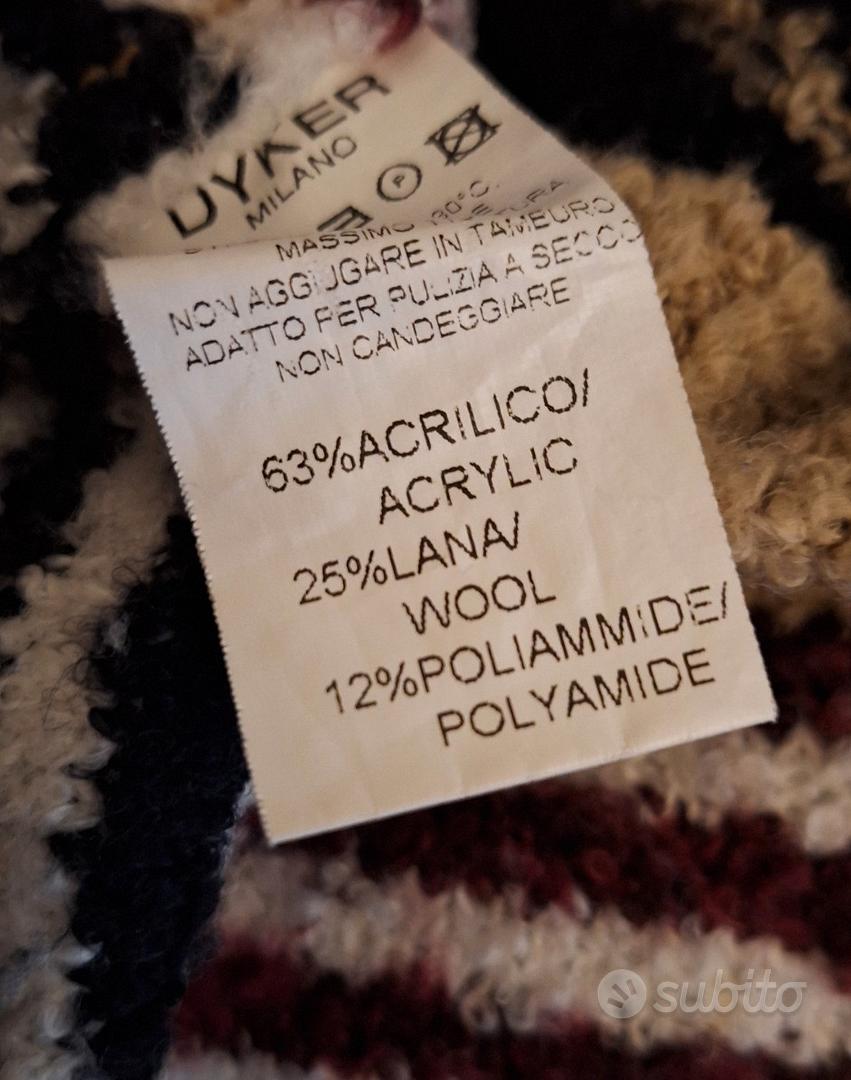 UYKER
MILANO
P
MASSIMO 30°C.
NON ASCIUGARE IN TAMBURO
ADATTO PER PULIZIA A SECCO
NON CANDEGGIARE
63%ACRILICO/
ACRYLIC
25%LANA/
WOOL
12%POLIAMMIDE/
POLYAMIDE
subito